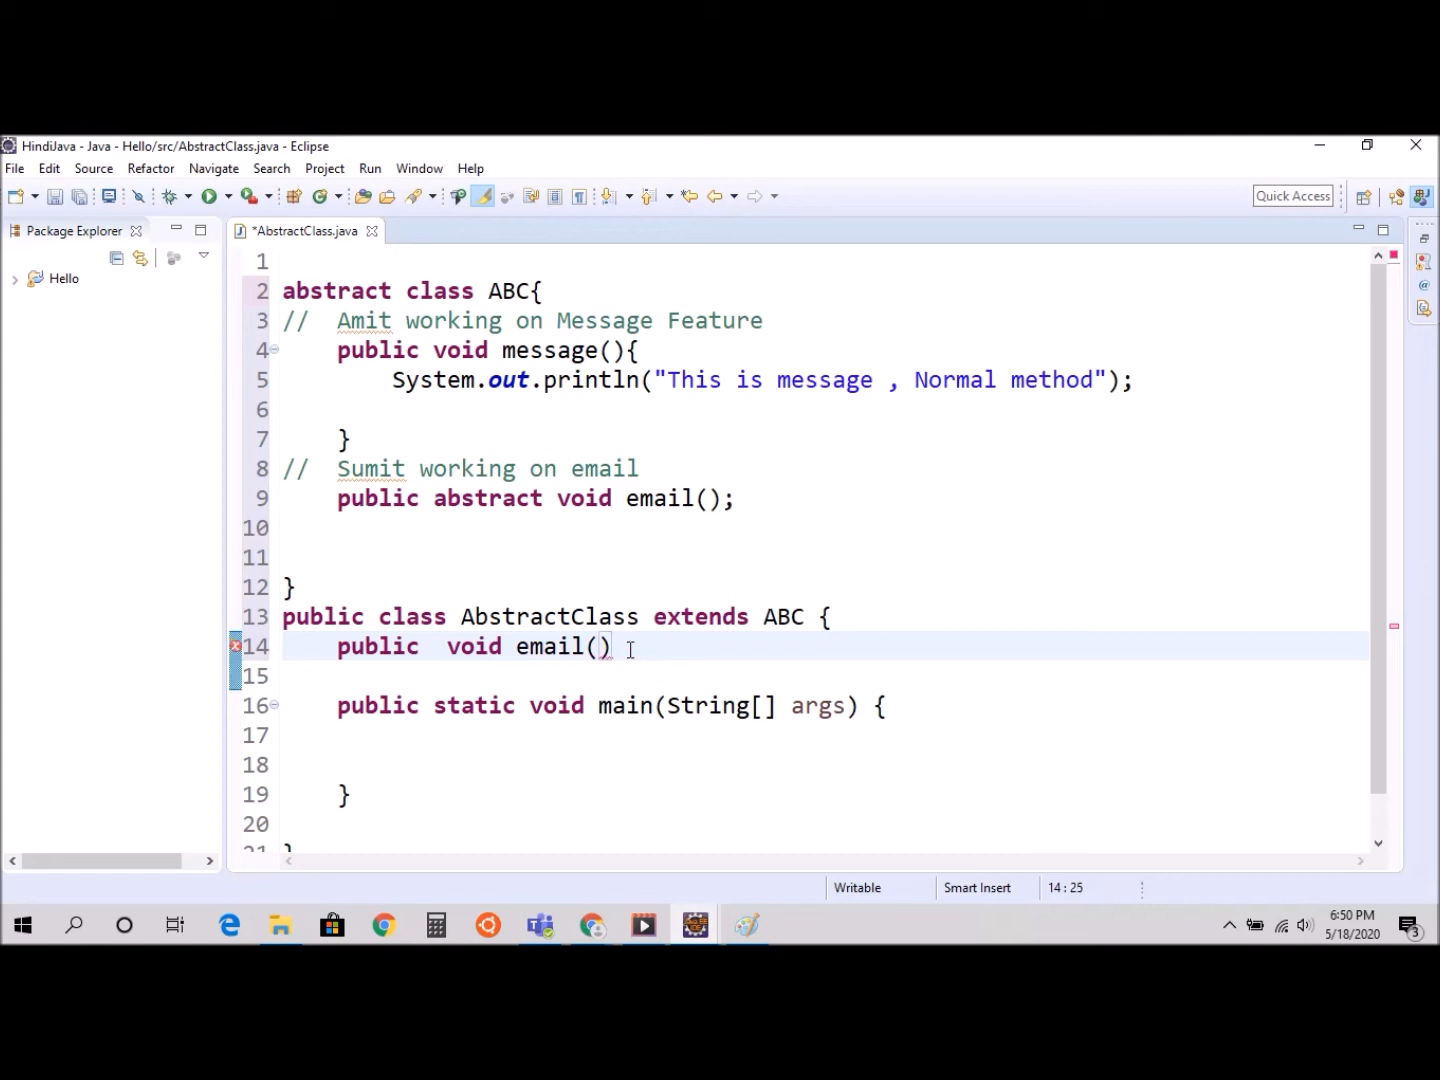 HindiJava - Java - Hello/src/AbstractClass.java - Eclipse
File Edit Source Refactor Navigate Search Project Run Window Help
Quick Access
Package Explorer
*AbstractClass.java
Hello
1
2 abstract class ABC{
3 // Amit working on Message Feature
4 public void message(){
5 System.out.println("This is message , Normal method");
6
7 }
8 // Sumit working on email
9 public abstract void email();
10
11
12 }
13 public class AbstractClass extends ABC {
14 public  void email()
15
16 public static void main(String[] args) {
17
18
19 }
20
21 }
Writable Smart Insert 14 : 25
6:50 PM
5/18/2020
3